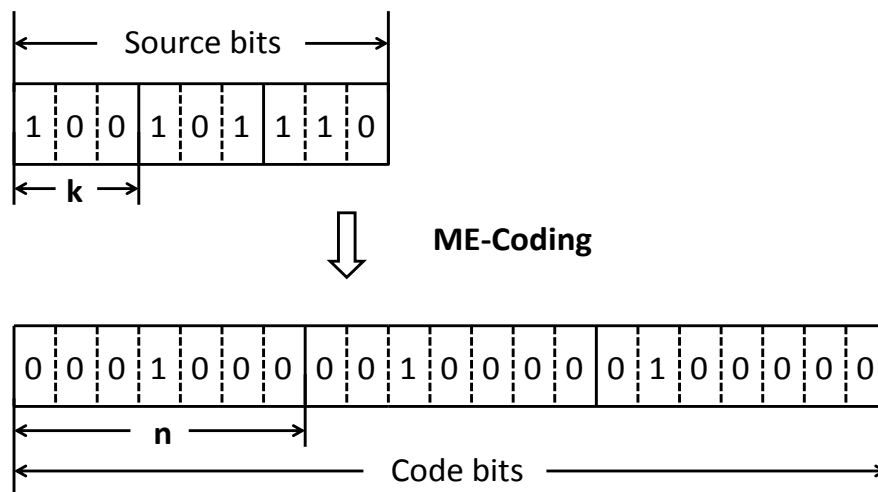 Source bits
1 0 0 1 0 1 1 1 0
k
ME-Coding
0 0 0 1 0 0 0 0 0 1 0 0 0 0 0 1 0 0 0 0 0
n
Code bits